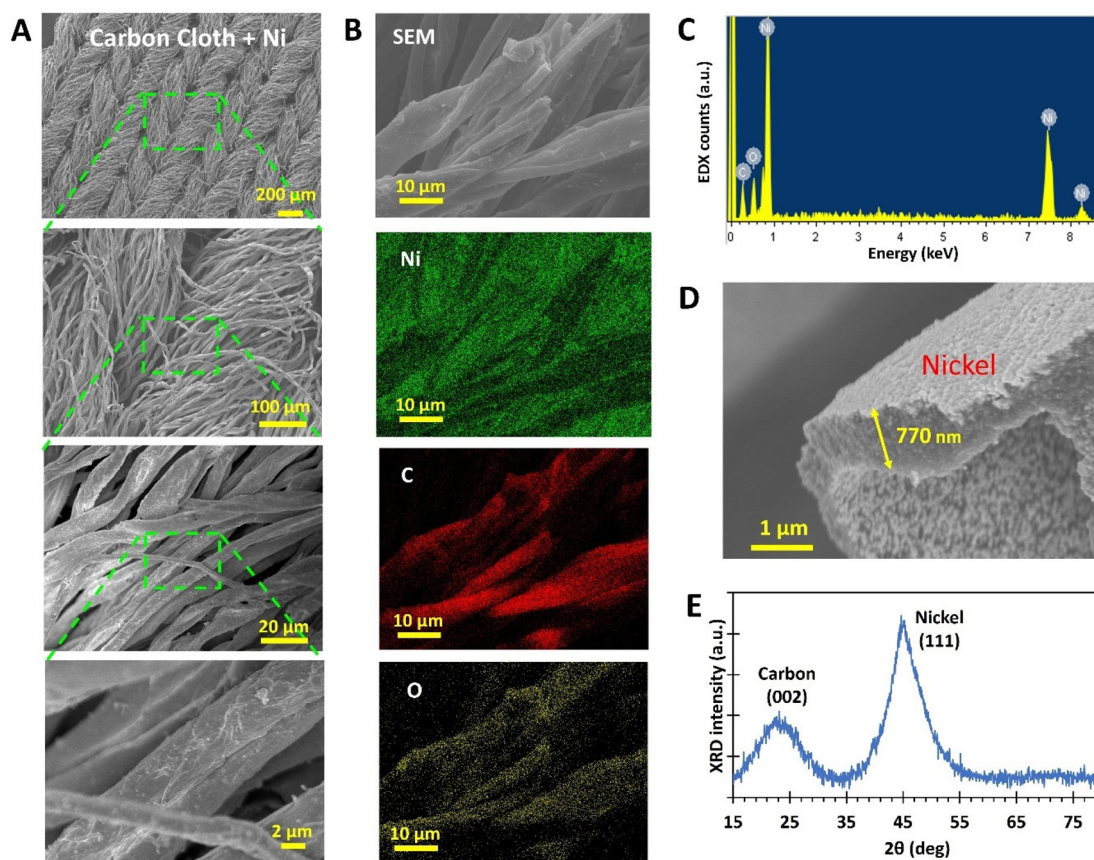 A
Carbon Cloth + Ni
200 µm
100 µm
20 µm
2 µm
B
SEM
10 µm
Ni
10 µm
C
10 µm
O
10 µm
C
EDX counts (a.u.)
Ni
C
O
Ni
Ni
0 1 2 3 4 5 6 7 8
Energy (keV)
D
Nickel
770 nm
1 µm
E
XRD intensity (a.u.)
Carbon
(002)
Nickel
(111)
15 25 35 45 55 65 75
2θ (deg)